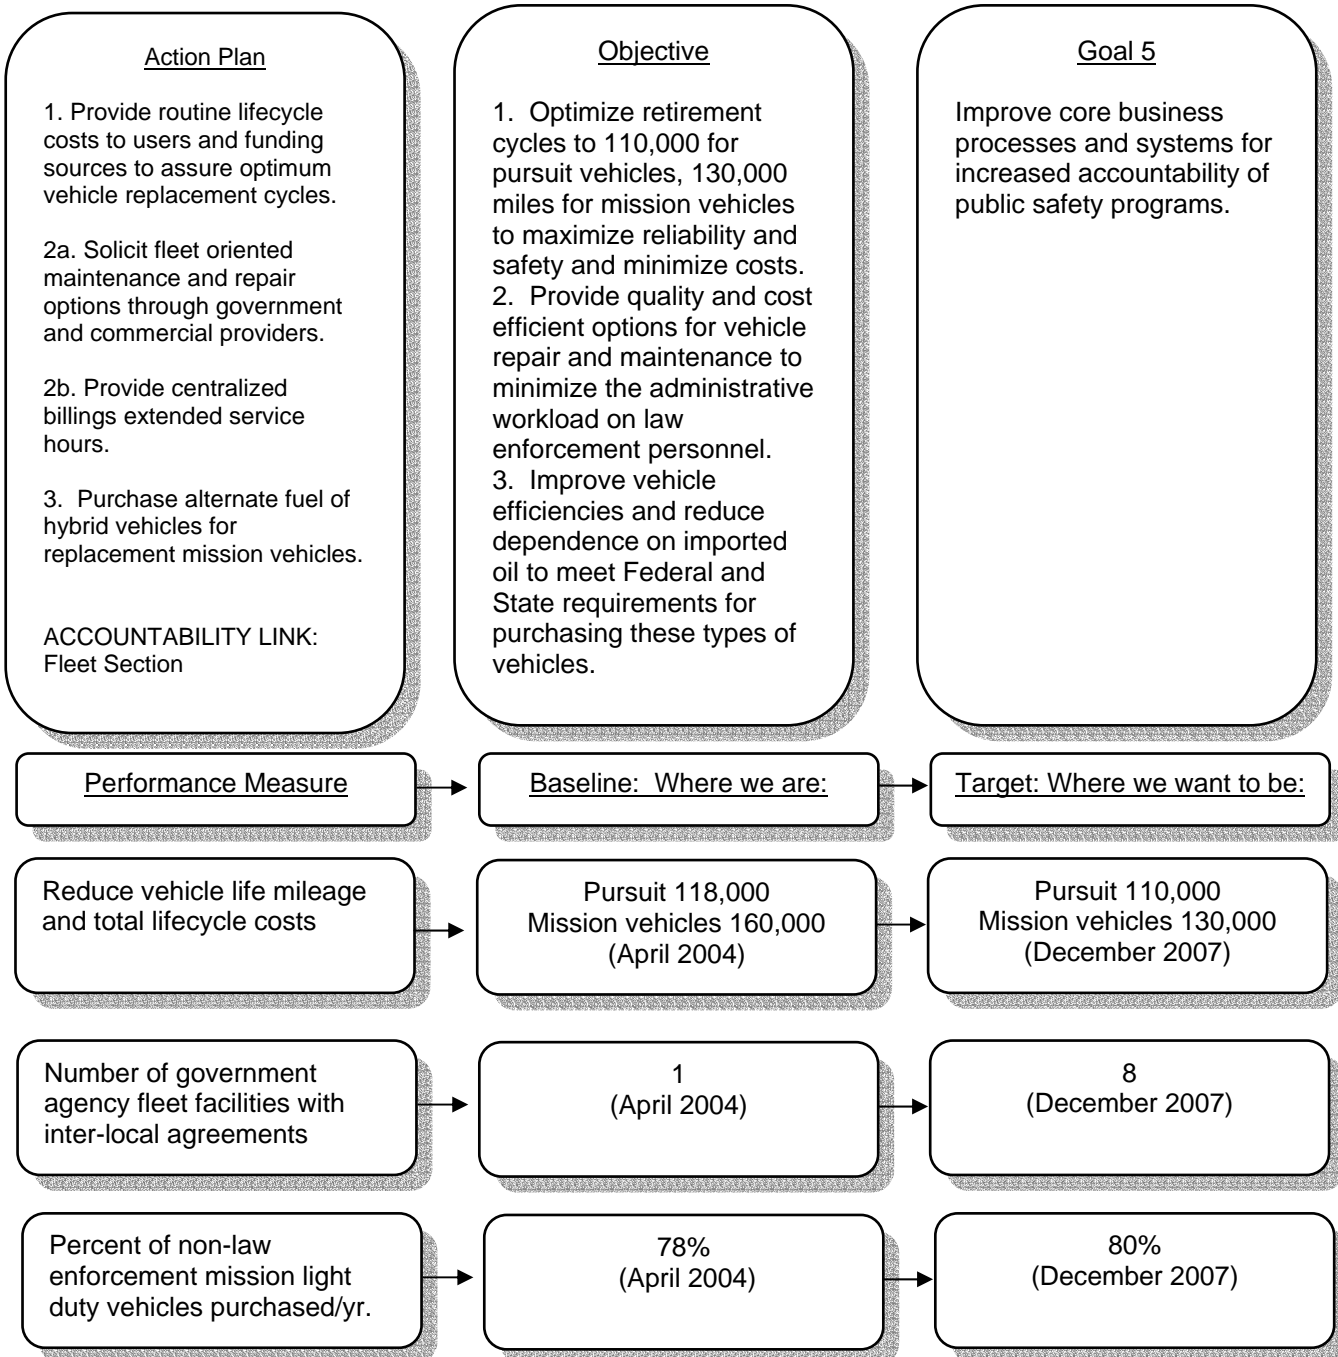 Action Plan
1. Provide routine lifecycle
costs to users and funding
sources to assure optimum
vehicle replacement cycles.
2a. Solicit fleet oriented
maintenance and repair
options through government
and commercial providers.
2b. Provide centralized
billings extended service
hours.
3.  Purchase alternate fuel of
hybrid vehicles for
replacement mission vehicles.
ACCOUNTABILITY LINK:
Fleet Section
Objective
1.  Optimize retirement
cycles to 110,000 for
pursuit vehicles, 130,000
miles for mission vehicles
to maximize reliability and
safety and minimize costs.
2.  Provide quality and cost
efficient options for vehicle
repair and maintenance to
minimize the administrative
workload on law
enforcement personnel.
3.  Improve vehicle
efficiencies and reduce
dependence on imported
oil to meet Federal and
State requirements for
purchasing these types of
vehicles.
Goal 5
Improve core business
processes and systems for
increased accountability of
public safety programs.
Performance Measure
Baseline:  Where we are:
Target: Where we want to be:
Reduce vehicle life mileage
and total lifecycle costs
Pursuit 118,000
Mission vehicles 160,000
(April 2004)
Pursuit 110,000
Mission vehicles 130,000
(December 2007)
Number of government
agency fleet facilities with
inter-local agreements
1
(April 2004)
8
(December 2007)
Percent of non-law
enforcement mission light
duty vehicles purchased/yr.
78%
(April 2004)
80%
(December 2007)